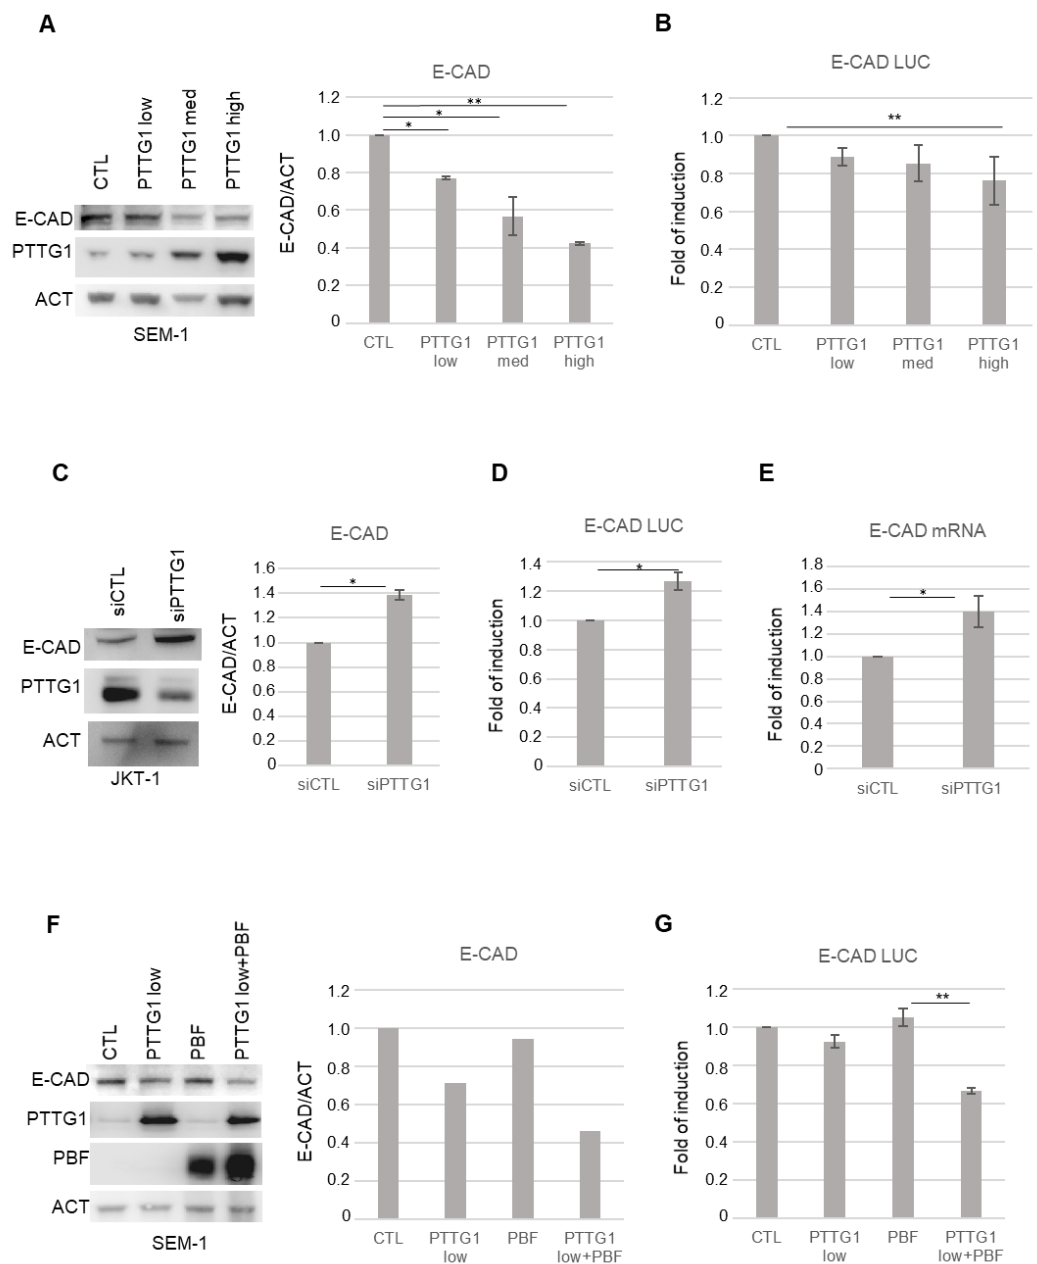 A
CTL
PTTG1 low
PTTG1 med
PTTG1 high
E-CAD
PTTG1
ACT
SEM-1
E-CAD
**
*
*
E-CAD/ACT
1.2
1.0
0.8
0.6
0.4
0.2
0
CTL
PTTG1
low
PTTG1
med
PTTG1
high
B
E-CAD LUC
**
Fold of induction
1.2
1.0
0.8
0.6
0.4
0.2
0
CTL
PTTG1
low
PTTG1
med
PTTG1
high
C
siCTL
siPTTG1
E-CAD
PTTG1
ACT
JKT-1
E-CAD
*
E-CAD/ACT
1.6
1.4
1.2
1.0
0.8
0.6
0.4
0.2
0
siCTL
siPTTG1
D
E-CAD LUC
*
Fold of induction
1.4
1.2
1.0
0.8
0.6
0.4
0.2
0
siCTL
siPTTG1
E
E-CAD mRNA
*
Fold of induction
1.8
1.6
1.4
1.2
1.0
0.8
0.6
0.4
0.2
0
siCTL
siPTTG1
F
CTL
PTTG1 low
PBF
PTTG1 low+PBF
E-CAD
PTTG1
PBF
ACT
SEM-1
E-CAD
E-CAD/ACT
1.2
1.0
0.8
0.6
0.4
0.2
0
CTL
PTTG1
low
PBF
PTTG1
low+PBF
G
E-CAD LUC
**
Fold of induction
1.2
1.0
0.8
0.6
0.4
0.2
0
CTL
PTTG1
low
PBF
PTTG1
low+PBF